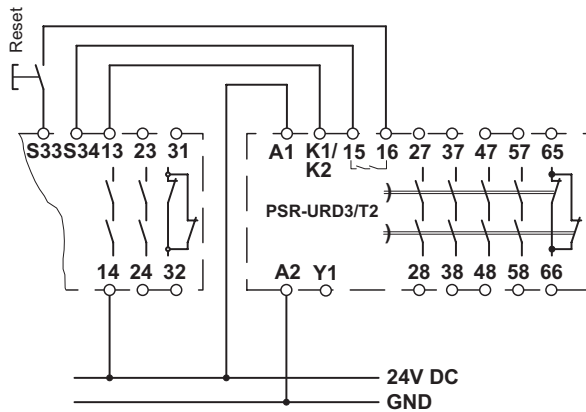 Reset
S33 S34 13 23 31
A1 K1/ 15 16 27 37 47 57 65
K2
PSR-URD3/T2
14 24 32
A2 Y1 28 38 48 58 66
24V DC
GND